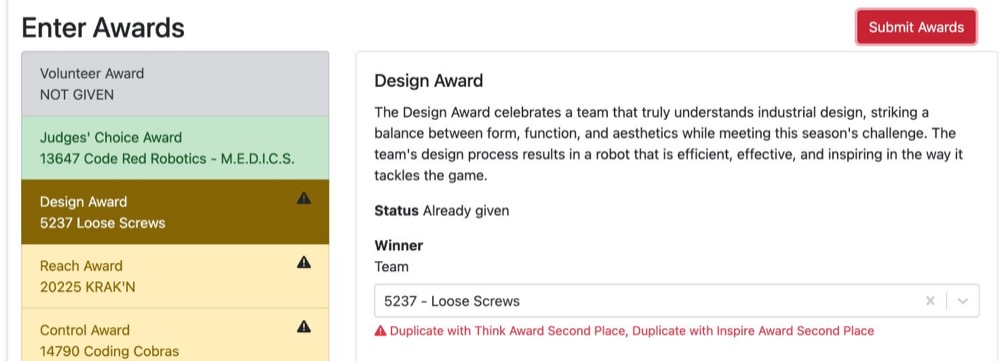 Enter Awards
Submit Awards
Volunteer Award
NOT GIVEN
Judges' Choice Award
13647 Code Red Robotics - M.E.D.I.C.S.
Design Award
5237 Loose Screws
Reach Award
20225 KRAK'N
Control Award
14790 Coding Cobras
Design Award
The Design Award celebrates a team that truly understands industrial design, striking a
balance between form, function, and aesthetics while meeting this season's challenge. The
team's design process results in a robot that is efficient, effective, and inspiring in the way it
tackles the game.
Status Already given
Winner
Team
5237 - Loose Screws
Duplicate with Think Award Second Place, Duplicate with Inspire Award Second Place